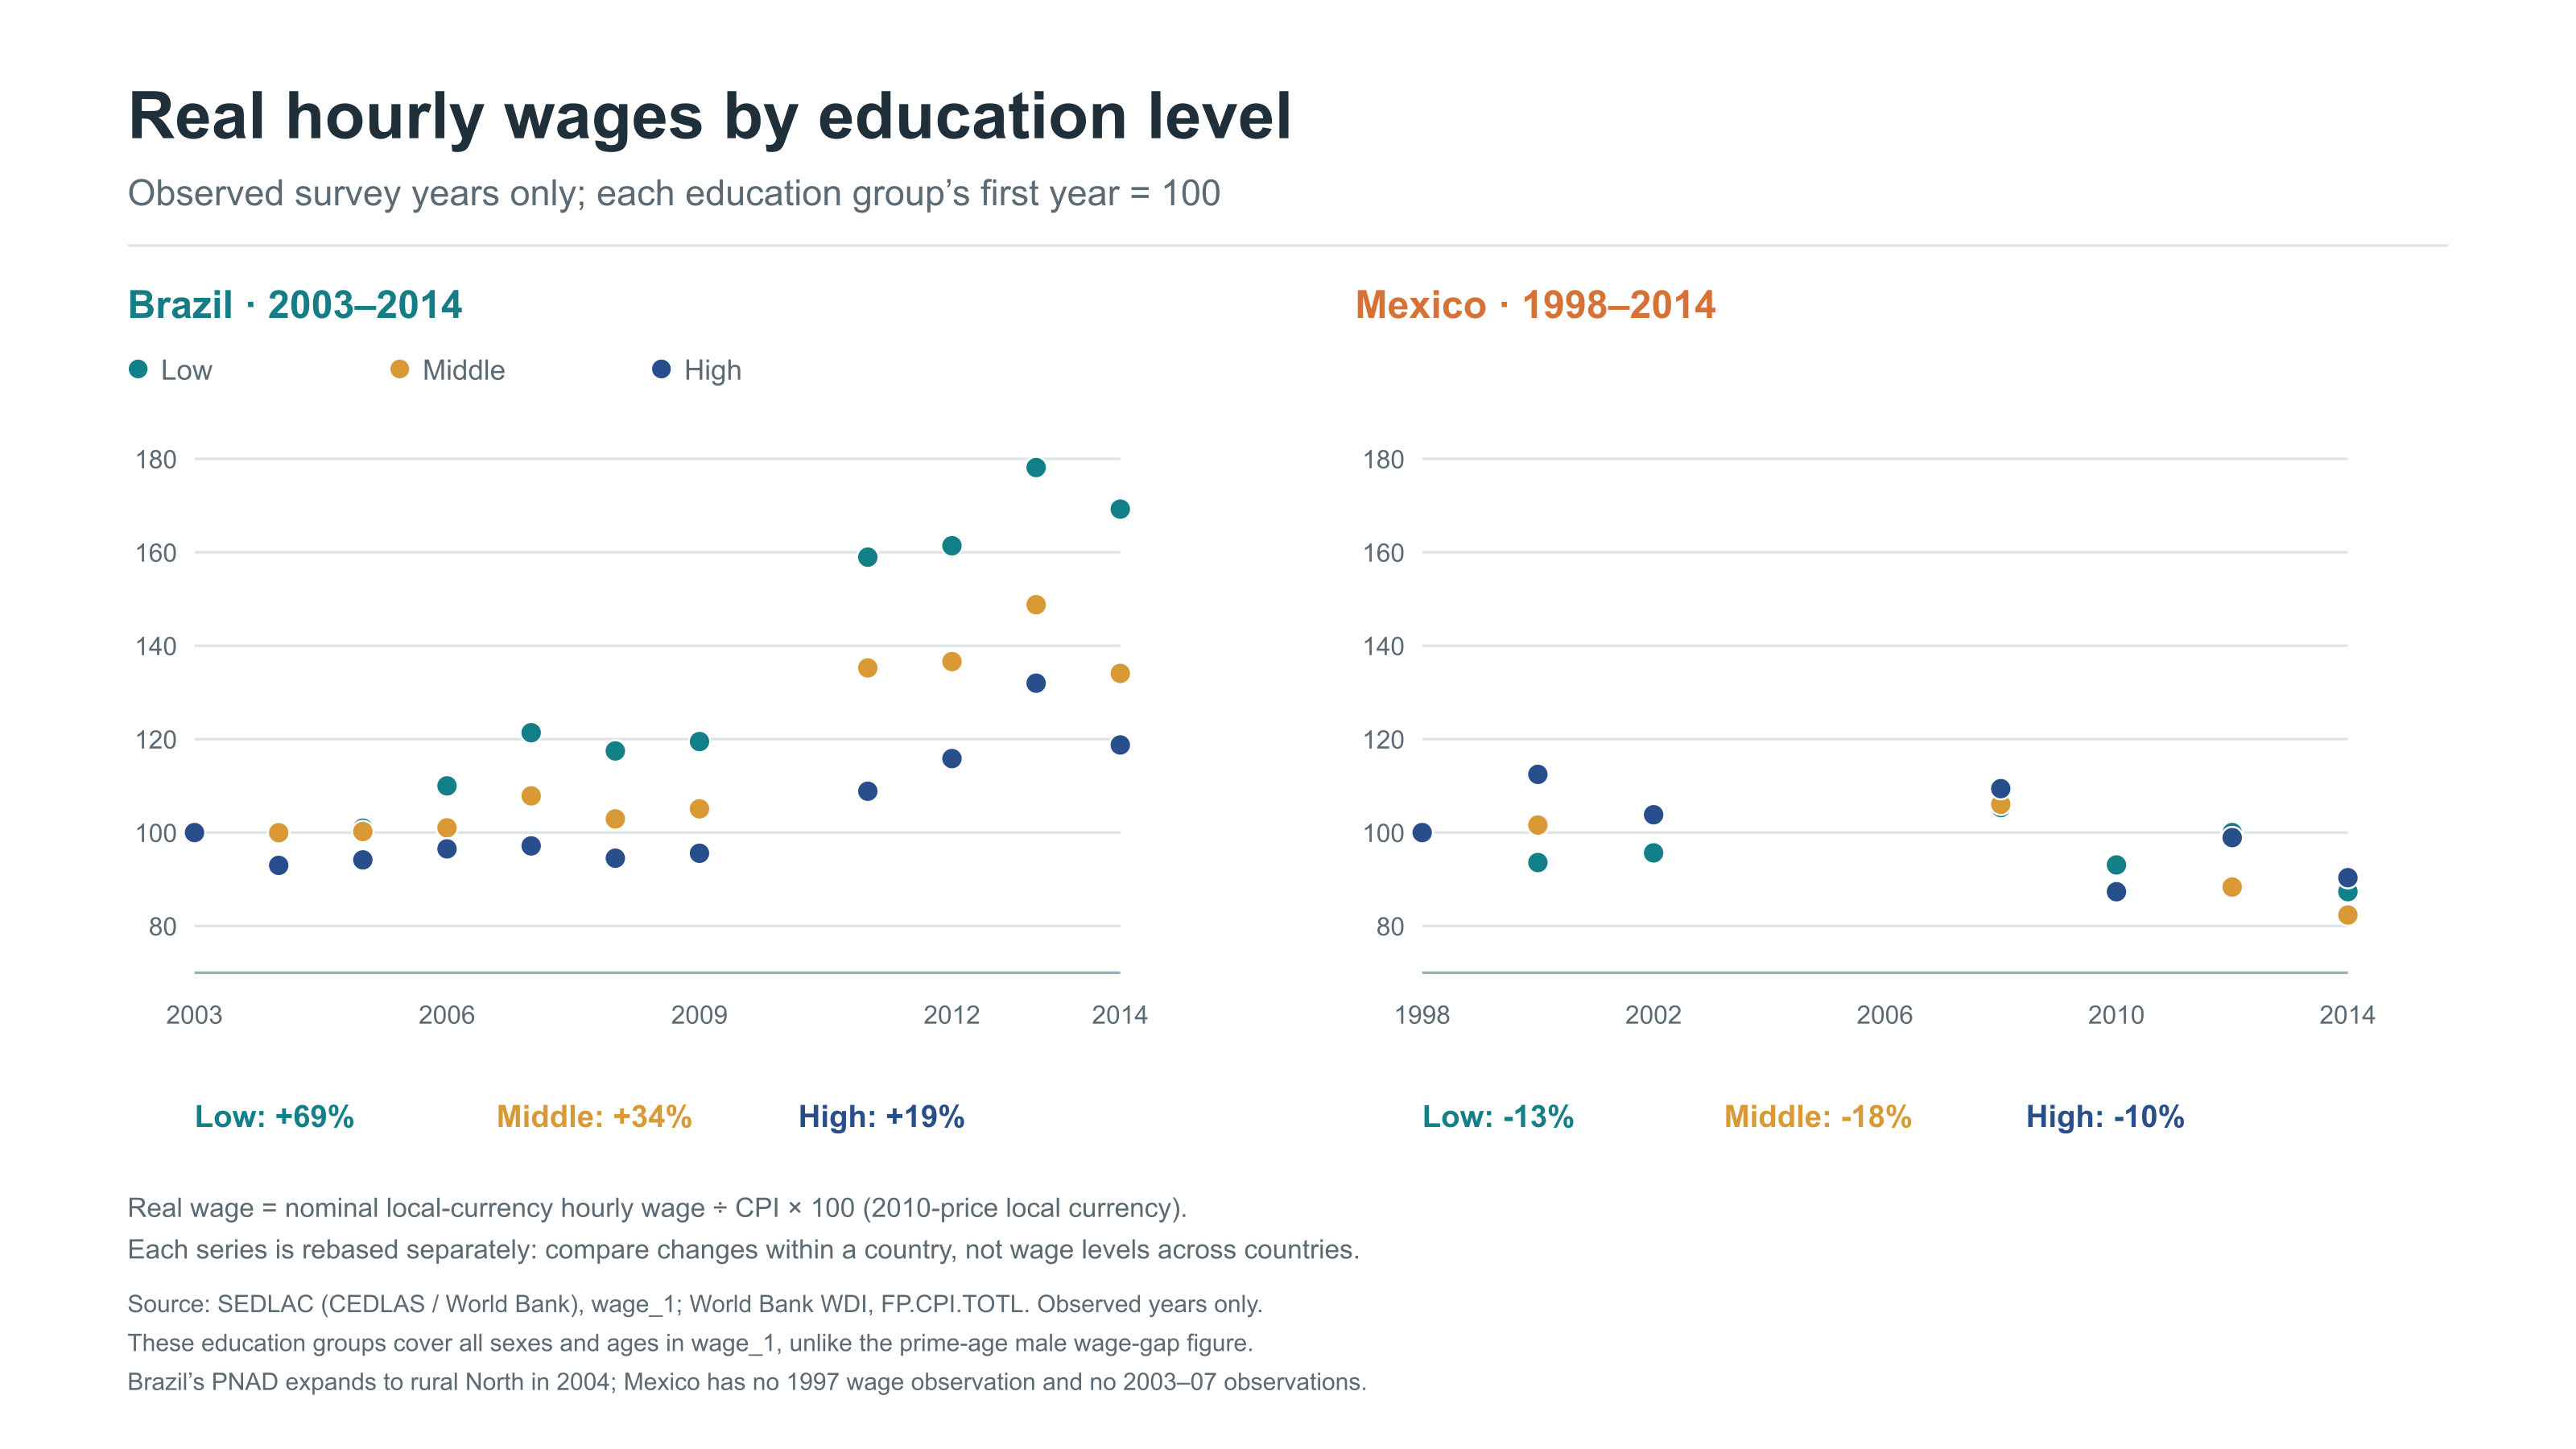 Real hourly wages by education level
Observed survey years only; each education group’s first year = 100
Brazil · 2003–2014
Low Middle High
180
160
140
120
100
80
2003 2006 2009 2012 2014
Low: +69% Middle: +34% High: +19%
Mexico · 1998–2014
180
160
140
120
100
80
1998 2002 2006 2010 2014
Low: -13% Middle: -18% High: -10%
Real wage = nominal local-currency hourly wage ÷ CPI × 100 (2010-price local currency).
Each series is rebased separately: compare changes within a country, not wage levels across countries.
Source: SEDLAC (CEDLAS / World Bank), wage_1; World Bank WDI, FP.CPI.TOTL. Observed years only.
These education groups cover all sexes and ages in wage_1, unlike the prime-age male wage-gap figure.
Brazil’s PNAD expands to rural North in 2004; Mexico has no 1997 wage observation and no 2003–07 observations.